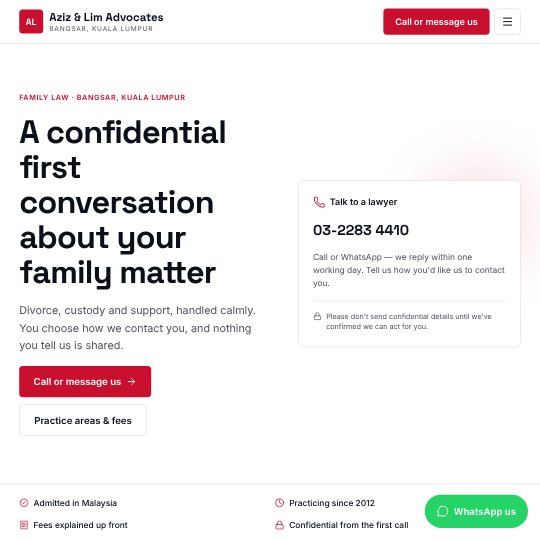 AL
Aziz & Lim Advocates
BANGSAR, KUALA LUMPUR
Call or message us
FAMILY LAW · BANGSAR, KUALA LUMPUR
A confidential
first
conversation
about your
family matter
Divorce, custody and support, handled calmly.
You choose how we contact you, and nothing
you tell us is shared.
Call or message us →
Practice areas & fees
Talk to a lawyer
03-2283 4410
Call or WhatsApp — we reply within one
working day. Tell us how you'd like us to contact
you.
Please don't send confidential details until we've
confirmed we can act for you.
Admitted in Malaysia
Practicing since 2012
Fees explained up front
Confidential from the first call
WhatsApp us